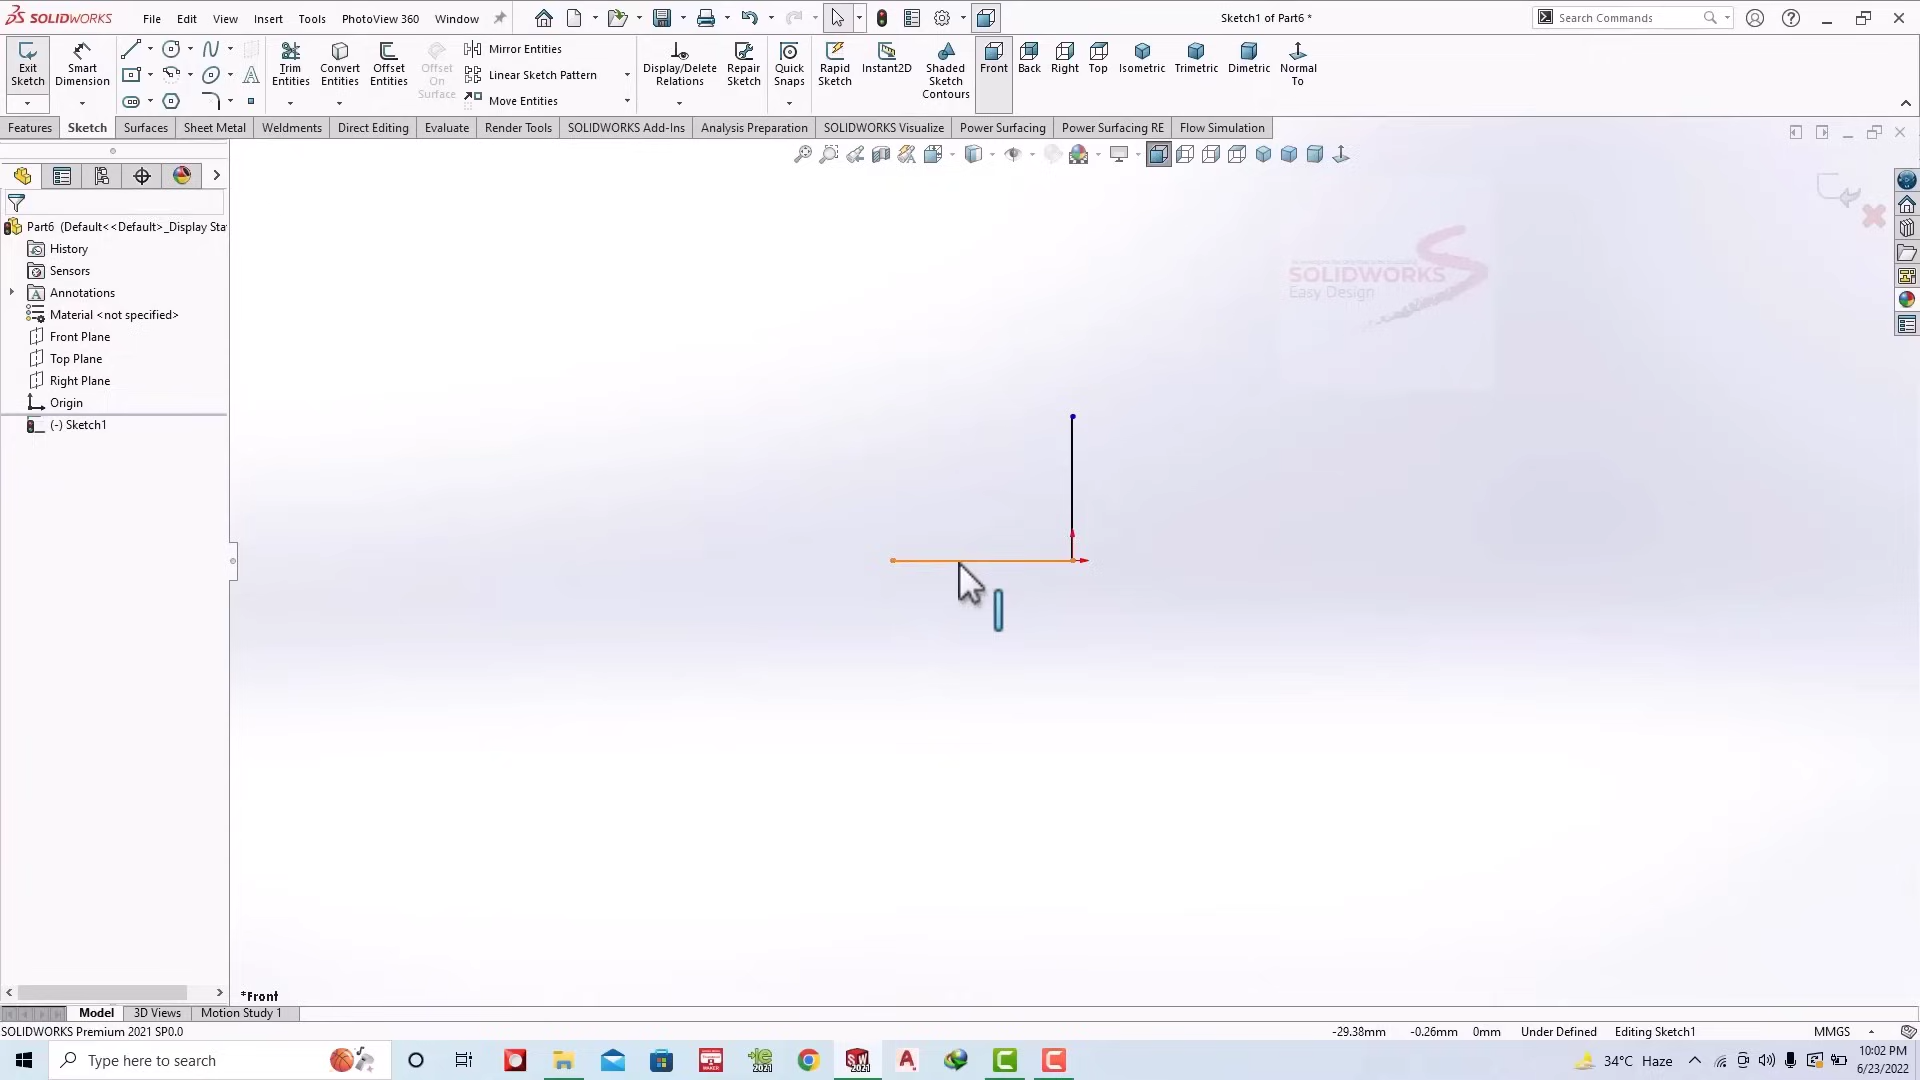 SOLIDWORKS File Edit View Insert Tools PhotoView 360 Window
Sketch1 of Part6 *
Search Commands
Exit Sketch
Smart Dimension
Trim Entities
Convert Entities
Offset Entities
Offset On Surface
Mirror Entities
Linear Sketch Pattern
Move Entities
Display/Delete Relations
Repair Sketch
Quick Snaps
Rapid Sketch
Instant2D
Shaded Sketch Contours
Front
Back
Right
Top
Isometric
Trimetric
Dimetric
Normal To
Features Sketch Surfaces Sheet Metal Weldments Direct Editing Evaluate Render Tools SOLIDWORKS Add-Ins Analysis Preparation SOLIDWORKS Visualize Power Surfacing Power Surfacing RE Flow Simulation
Part6 (Default<<Default>_Display Sta
History
Sensors
Annotations
Material <not specified>
Front Plane
Top Plane
Right Plane
Origin
(-) Sketch1
SOLIDWORKS
Easy Design
*Front
Model 3D Views Motion Study 1
SOLIDWORKS Premium 2021 SP0.0
-29.38mm -0.26mm 0mm Under Defined Editing Sketch1 MMGS
Type here to search
34°C Haze
10:02 PM
6/23/2022